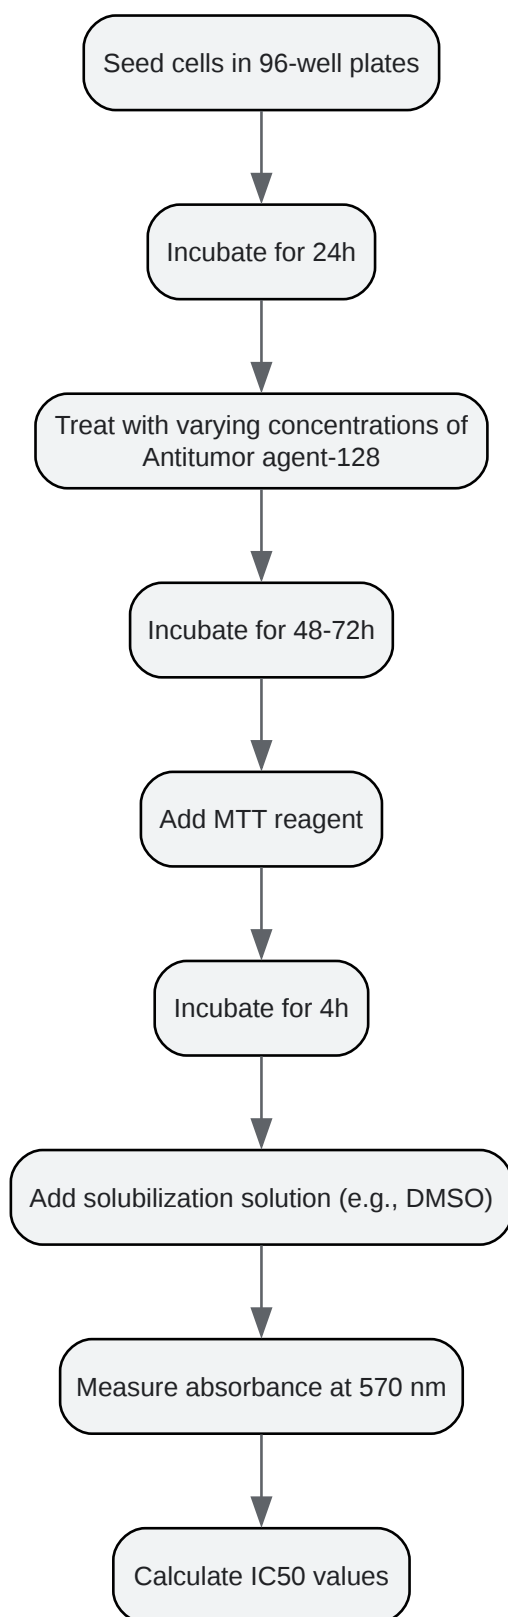 Seed cells in 96-well plates
Incubate for 24h
Treat with varying concentrations of
Antitumor agent-128
Incubate for 48-72h
Add MTT reagent
Incubate for 4h
Add solubilization solution (e.g., DMSO)
Measure absorbance at 570 nm
Calculate IC50 values